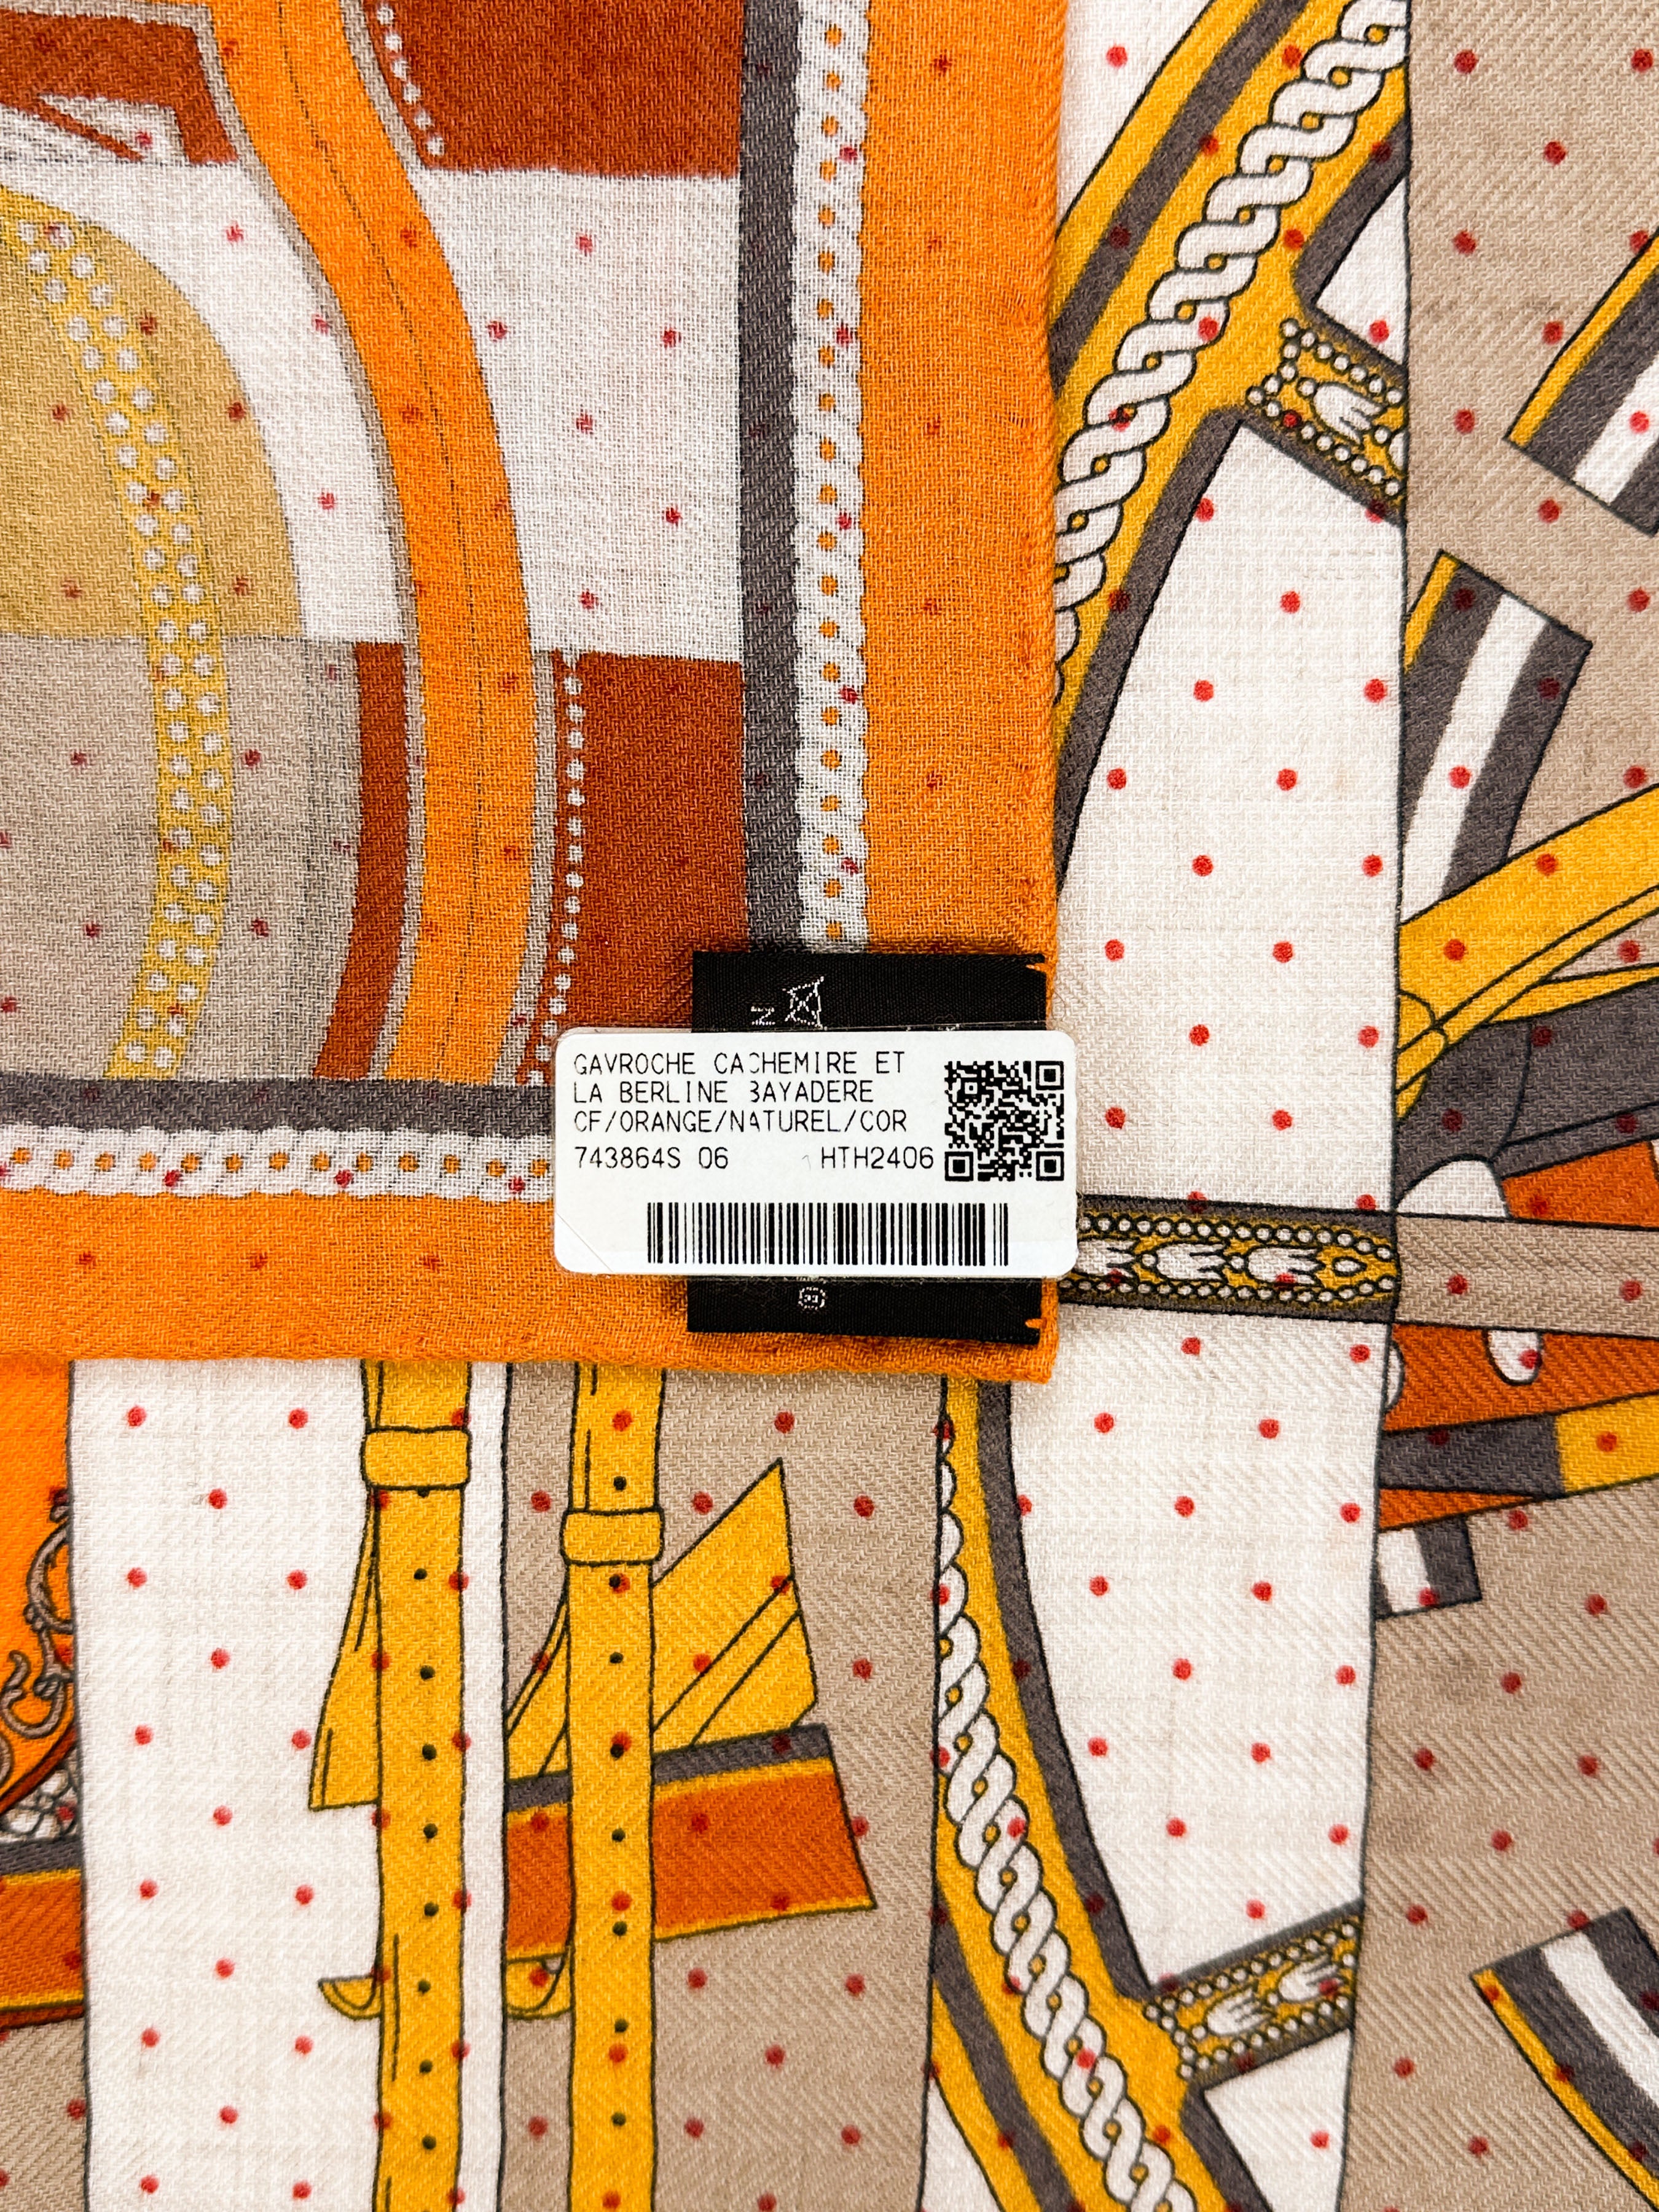 GAVROCHE CACHEMIRE ET
LA BERLINE BAYADERE
CF/ORANGE/NATUREL/COR
743864S 06 HTH2406